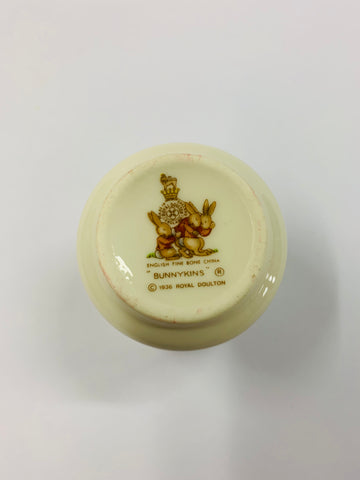 ENGLISH FINE BONE CHINA
"BUNNYKINS" ®
© 1936 ROYAL DOULTON